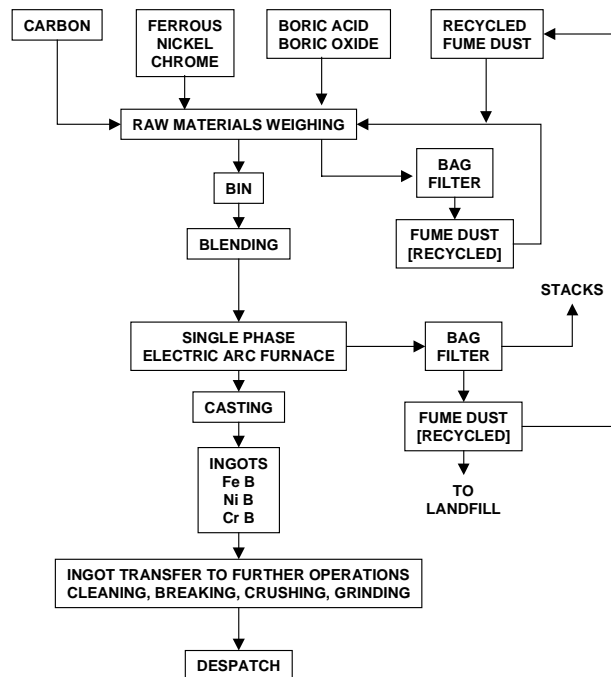 CARBON
FERROUS
NICKEL
CHROME
BORIC ACID
BORIC OXIDE
RECYCLED
FUME DUST
RAW MATERIALS WEIGHING
BAG
FILTER
BIN
FUME DUST
[RECYCLED]
BLENDING
STACKS
SINGLE PHASE
ELECTRIC ARC FURNACE
BAG
FILTER
CASTING
FUME DUST
[RECYCLED]
INGOTS
Fe B
Ni B
Cr B
TO
LANDFILL
INGOT TRANSFER TO FURTHER OPERATIONS
CLEANING, BREAKING, CRUSHING, GRINDING
DESPATCH